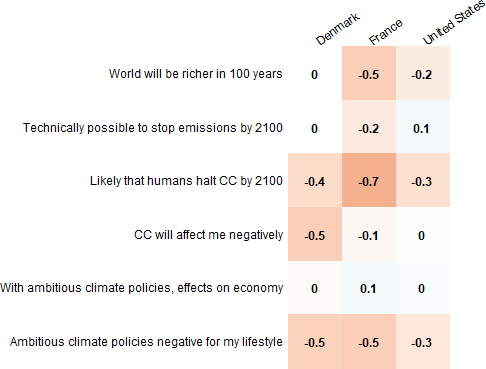 Denmark France United States
World will be richer in 100 years 0 -0.5 -0.2
Technically possible to stop emissions by 2100 0 -0.2 0.1
Likely that humans halt CC by 2100 -0.4 -0.7 -0.3
CC will affect me negatively -0.5 -0.1 0
With ambitious climate policies, effects on economy 0 0.1 0
Ambitious climate policies negative for my lifestyle -0.5 -0.5 -0.3